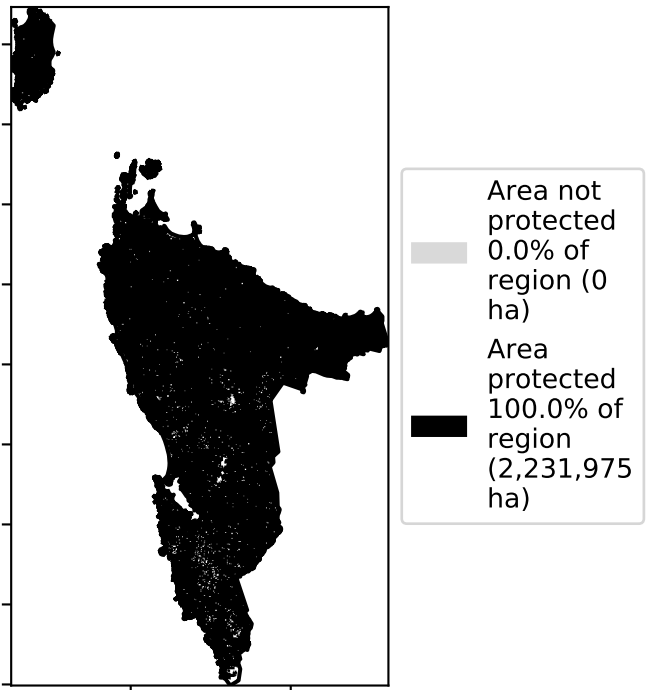 Area not
protected
0.0% of
region (0
ha)
Area
protected
100.0% of
region
(2,231,975
ha)